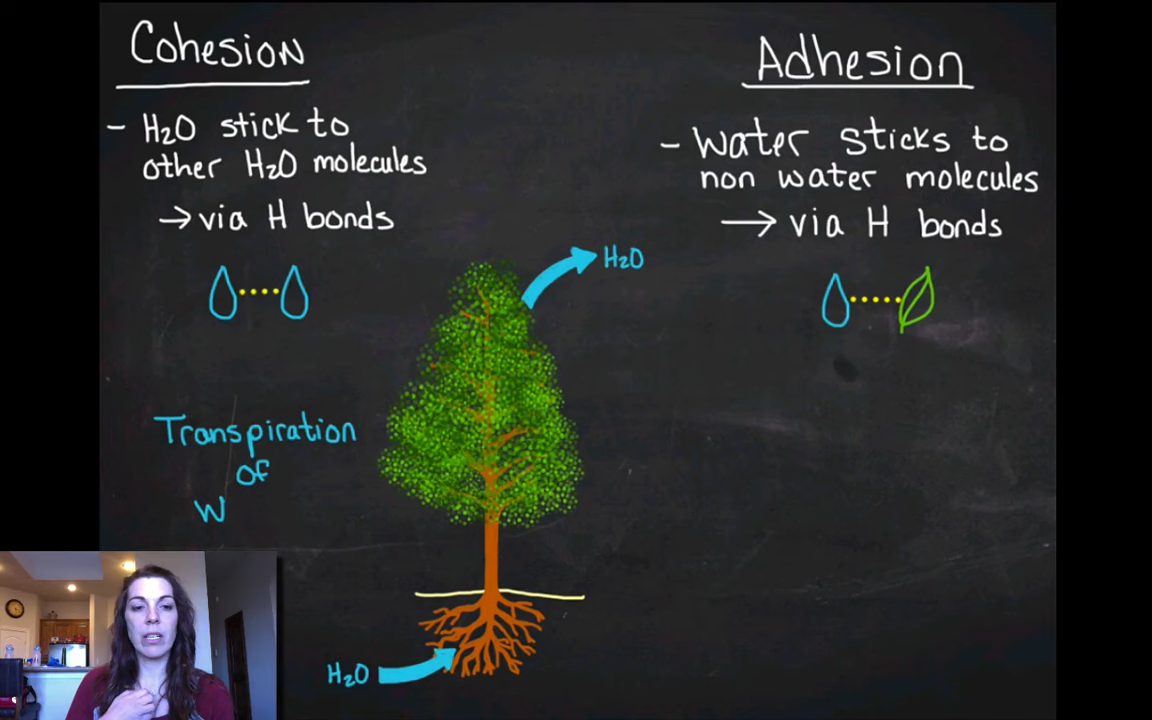 Cohesion
- H2O stick to
other H2O molecules
→ via H bonds
Adhesion
- Water sticks to
non water molecules
→ via H bonds
H2O
Transpiration
of
W
H2O